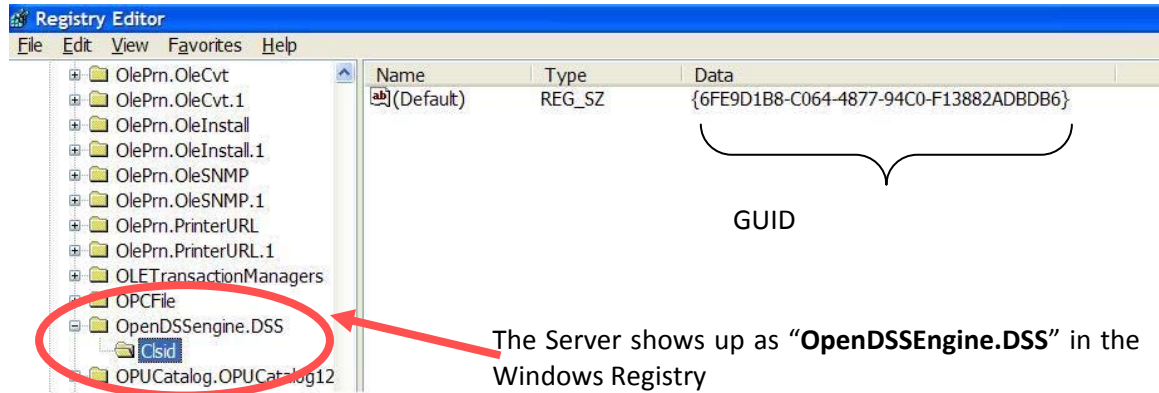 Registry Editor
File Edit View Favorites Help
OlePrn.OleCvt
OlePrn.OleCvt.1
OlePrn.OleInstall
OlePrn.OleInstall.1
OlePrn.OleSNMP
OlePrn.OleSNMP.1
OlePrn.PrinterURL
OlePrn.PrinterURL.1
OLETransactionManagers
OPCFile
OpenDSSengine.DSS
Clsid
OPUCatalog.OPUCatalog12
Name Type Data
ab (Default) REG_SZ {6FE9D1B8-C064-4877-94C0-F13882ADBDB6}
GUID
The Server shows up as “OpenDSSEngine.DSS” in the
Windows Registry